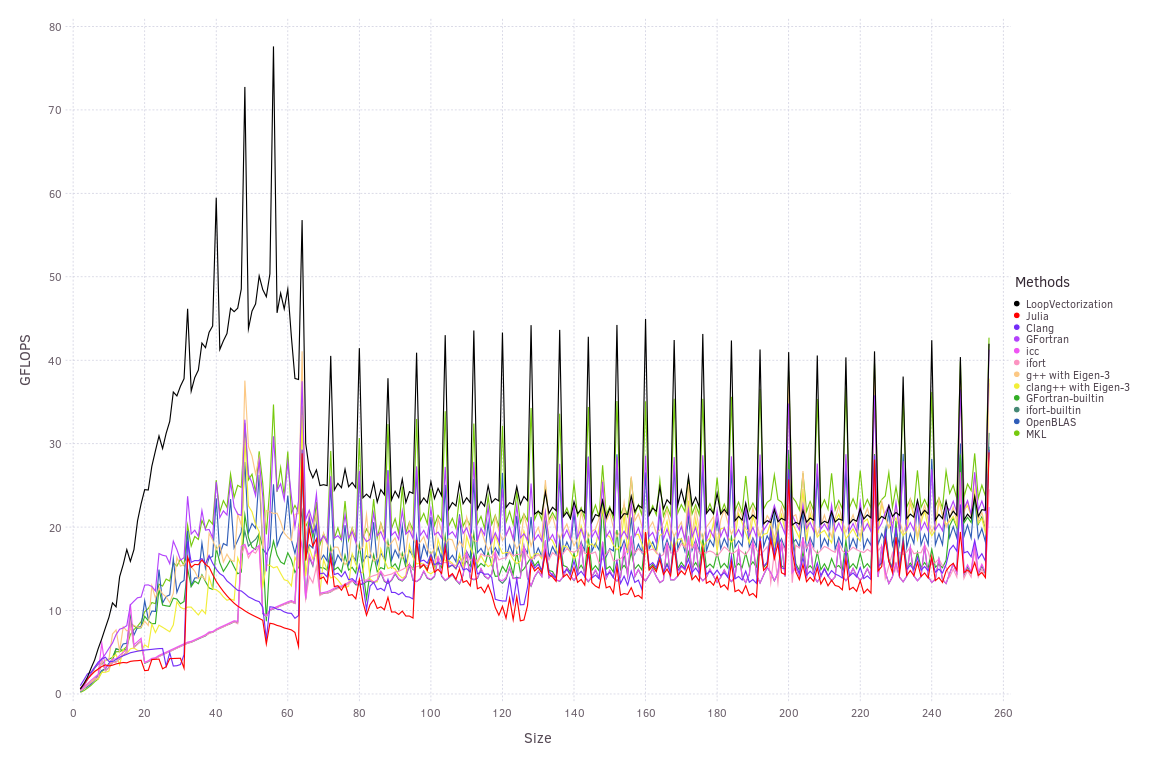 80
70
60
50
40
30
20
10
0
GFLOPS
0 20 40 60 80 100 120 140 160 180 200 220 240 260
Size
Methods
LoopVectorization
Julia
Clang
GFortran
icc
ifort
g++ with Eigen-3
clang++ with Eigen-3
GFortran-builtin
ifort-builtin
OpenBLAS
MKL